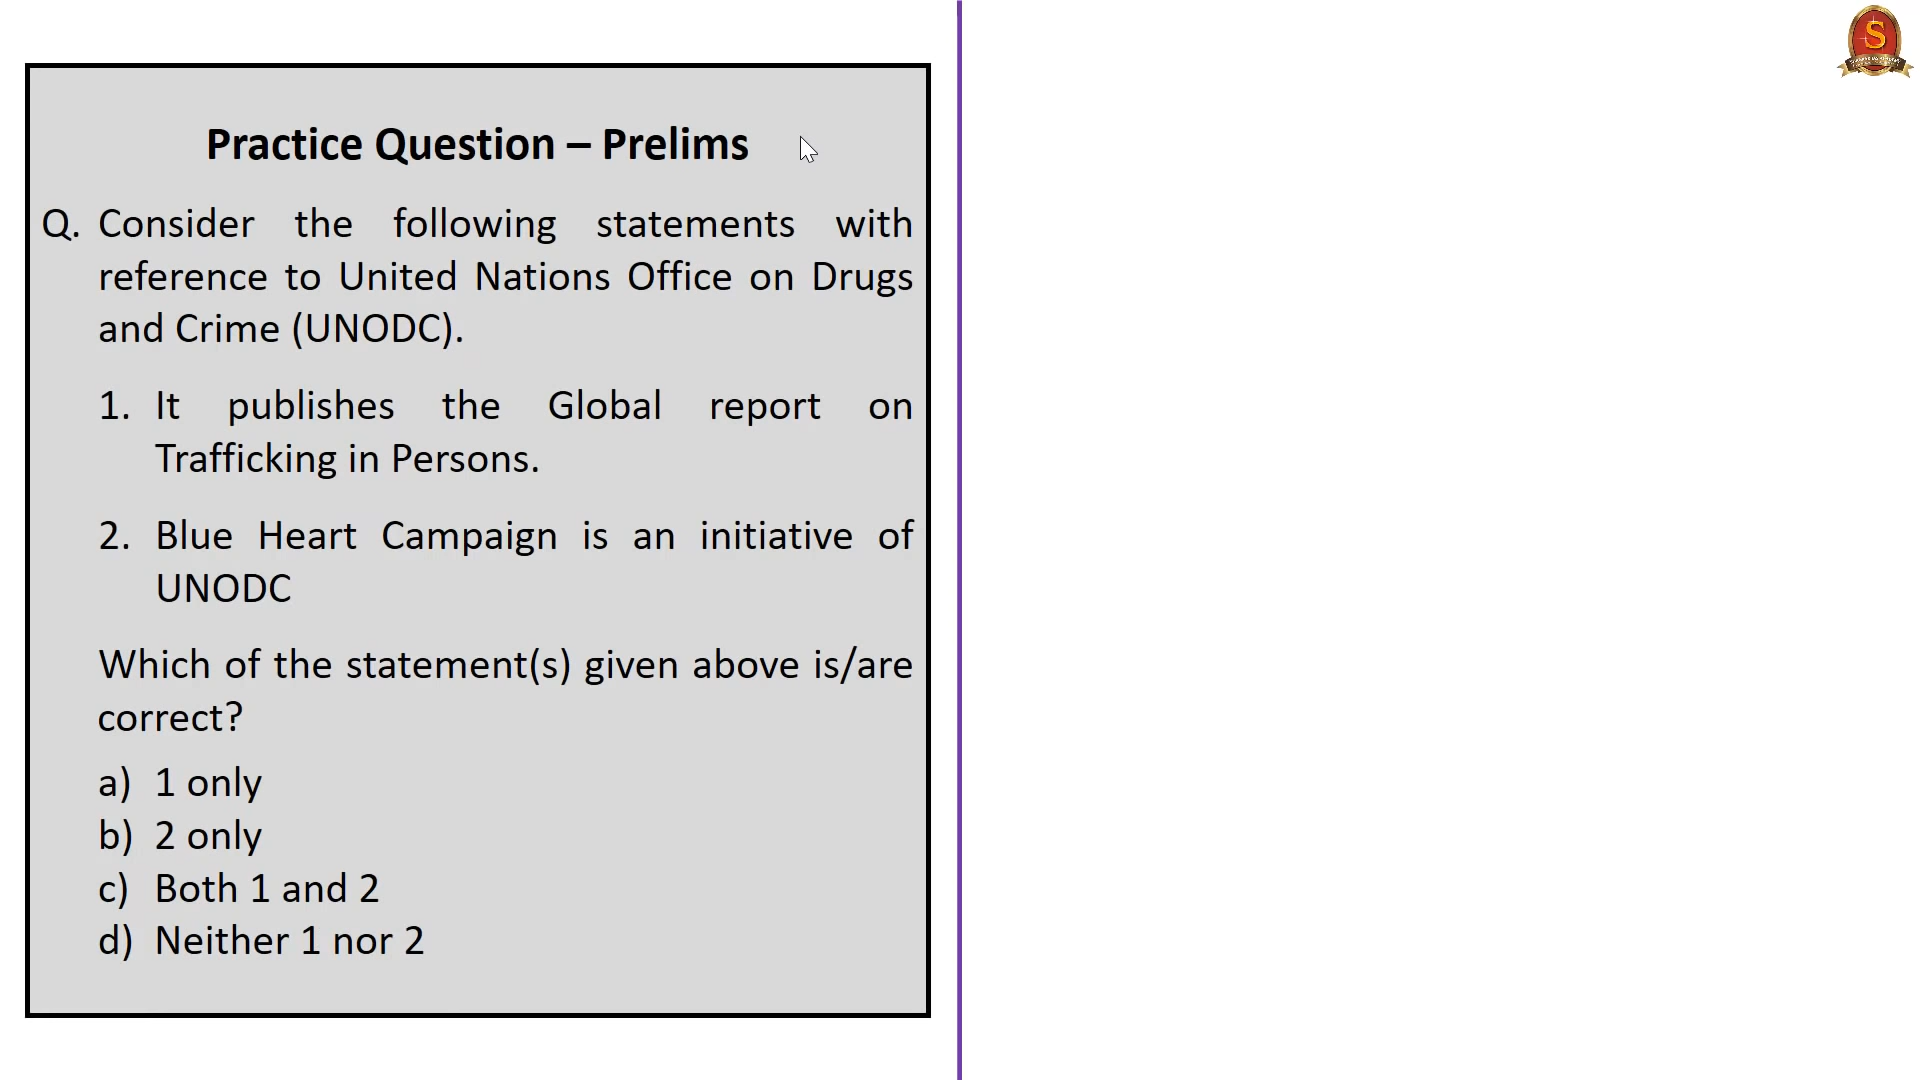 Practice Question – Prelims
Q. Consider the following statements with
reference to United Nations Office on Drugs
and Crime (UNODC).
1. It publishes the Global report on
Trafficking in Persons.
2. Blue Heart Campaign is an initiative of
UNODC
Which of the statement(s) given above is/are
correct?
a) 1 only
b) 2 only
c) Both 1 and 2
d) Neither 1 nor 2
S